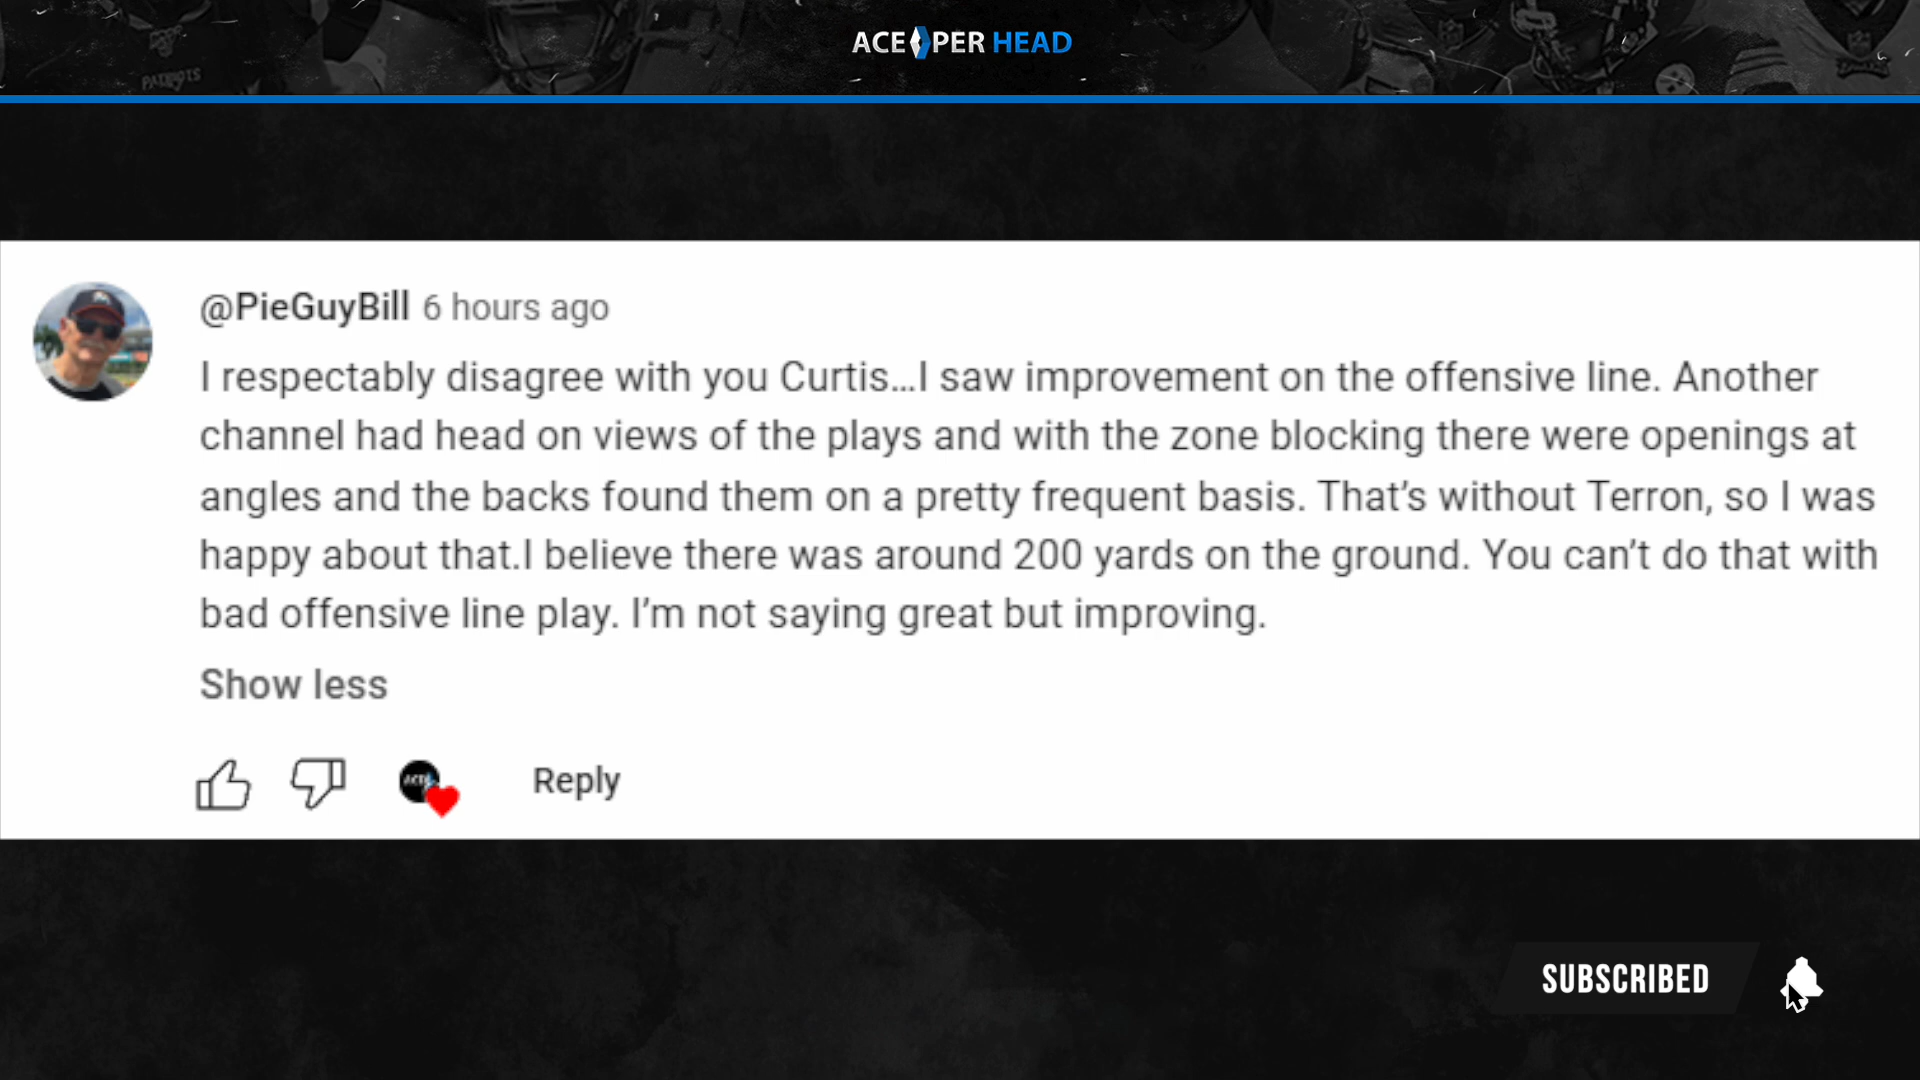 PATRIOTS
ACE PER HEAD
@PieGuyBill 6 hours ago
I respectably disagree with you Curtis...I saw improvement on the offensive line. Another
channel had head on views of the plays and with the zone blocking there were openings at
angles and the backs found them on a pretty frequent basis. That's without Terron, so I was
happy about that.I believe there was around 200 yards on the ground. You can't do that with
bad offensive line play. I'm not saying great but improving.
Show less
Reply
SUBSCRIBED